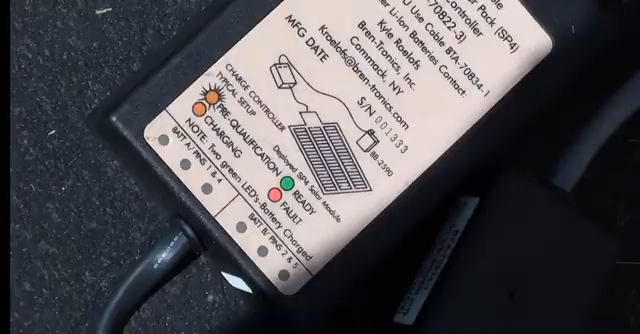 Pack (SP4)
Controller
70822-3)
U Use Cable BTA-70834-1
Li-Ion Batteries Contact:
Kyle Roelofs
Bren-Tronics, Inc.
Commack, NY
Kroelofs@bren-tronics.com
MFG DATE
S/N 001333
CHARGE CONTROLLER
TYPICAL SETUP
BB-2590
Deployed SP4 Solar Module
PRE-QUALIFICATION
READY
CHARGING
FAULT
NOTE: Two green LED's-Battery Charged
BATT A/ PINS 1 & 4
BATT B/ PINS 2 & 5